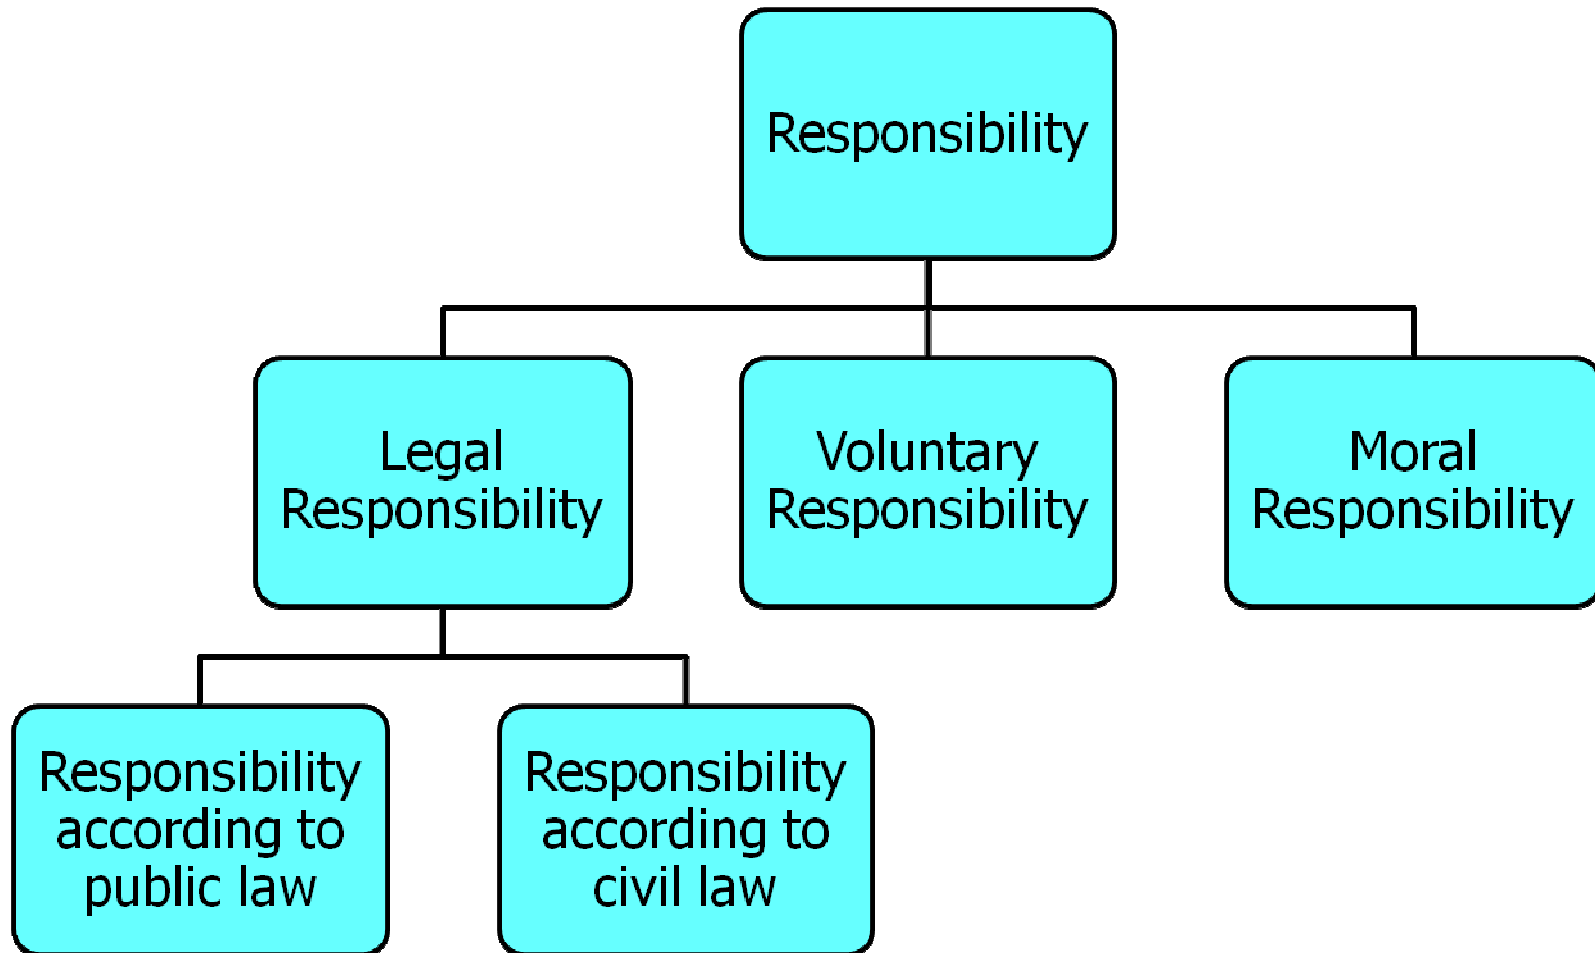 Responsibility
Legal
Responsibility
Voluntary
Responsibility
Moral
Responsibility
Responsibility
according to
public law
Responsibility
according to
civil law